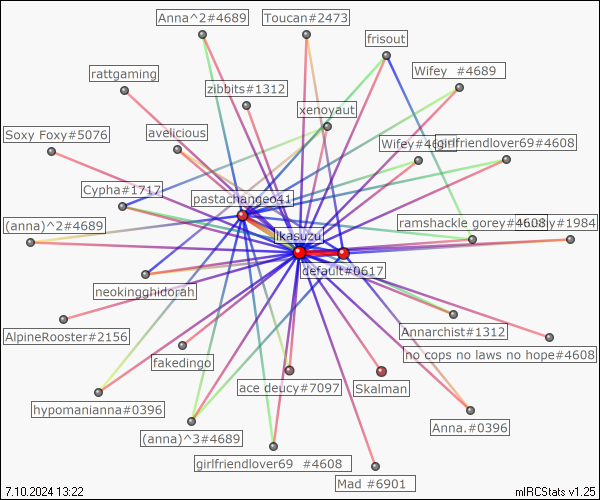 Anna^2#4689
Toucan#2473
frisout
rattgaming
zibbits#1312
Wifey  #4689
xenoyaut
Soxy Foxy#5076
avelicious
girlfriendlover69#4608
Cypha#1717
pastachangeo41
(anna)^2#4689
ramshackle gorey#4608
#1984
ikasuzu
default#0617
neokingghidorah
AlpineRooster#2156
Annarchist#1312
fakedingo
no cops no laws no hope#4608
ace deucy#7097
Skalman
hypomanianna#0396
Anna.#0396
(anna)^3#4689
girlfriendlover69  #4608
Mad #6901
7.10.2024 13:22
mIRCStats v1.25